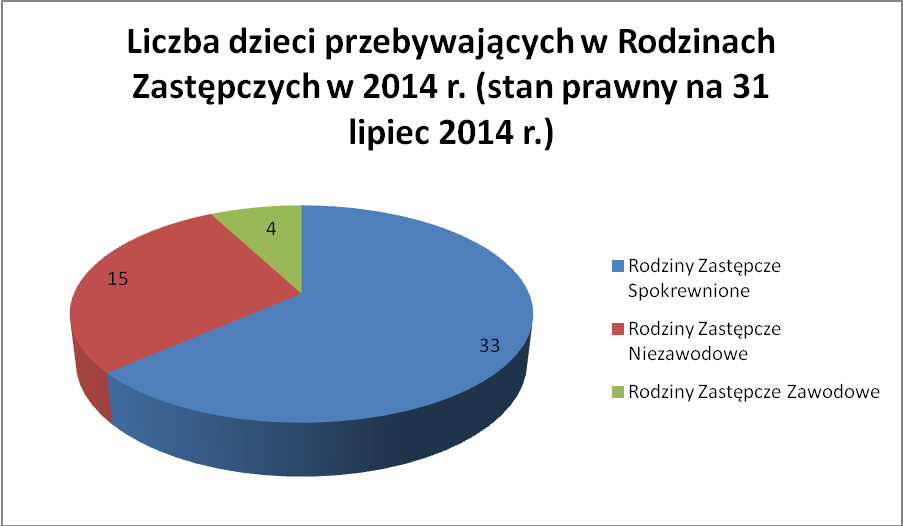 Liczba dzieci przebywających w Rodzinach
Zastępczych w 2014 r. (stan prawny na 31
lipiec 2014 r.)
4
15
33
Rodziny Zastępcze
Spokrewnione
Rodziny Zastępcze
Niezawodowe
Rodziny Zastępcze Zawodowe